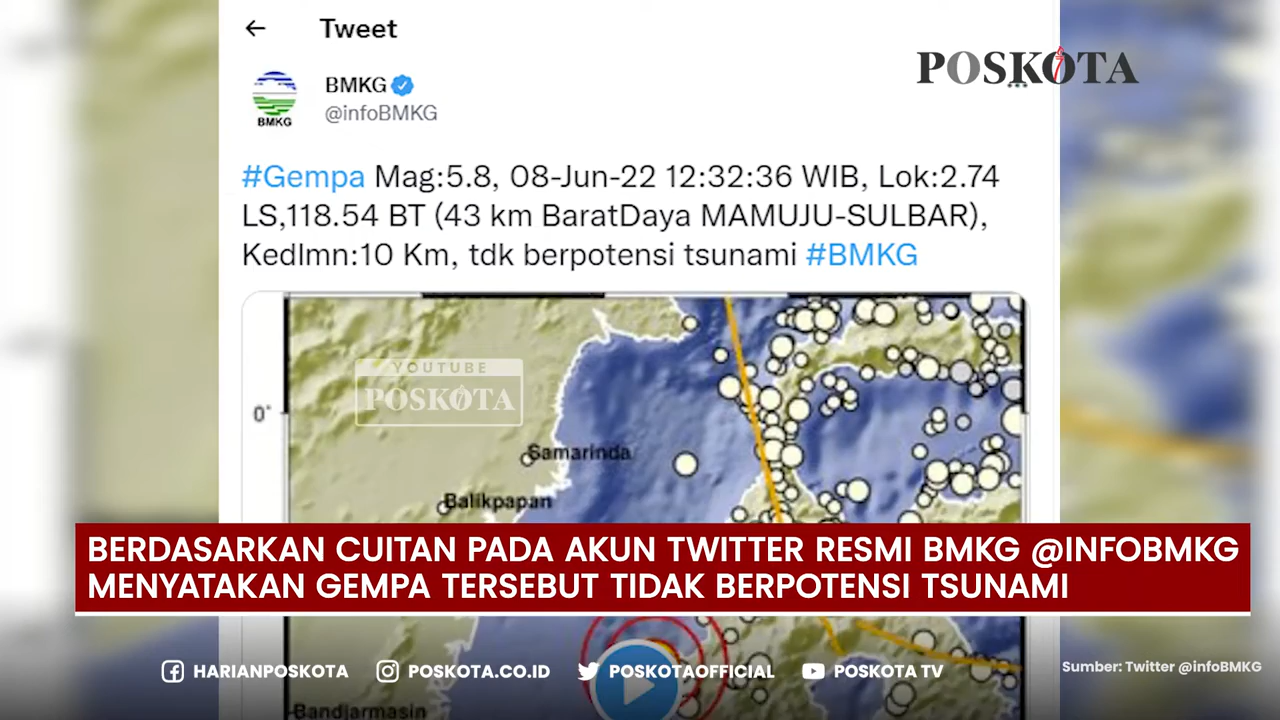 Tweet
POSKOTA
BMKG
@infoBMKG
BMKG
#Gempa Mag:5.8, 08-Jun-22 12:32:36 WIB, Lok:2.74
LS,118.54 BT (43 km BaratDaya MAMUJU-SULBAR),
Kedlmn:10 Km, tdk berpotensi tsunami #BMKG
YOUTUBE
POSKOTA
0°
Samarinda
Balikpapan
BERDASARKAN CUITAN PADA AKUN TWITTER RESMI BMKG @INFOBMKG
MENYATAKAN GEMPA TERSEBUT TIDAK BERPOTENSI TSUNAMI
HARIANPOSKOTA POSKOTA.CO.ID POSKOTAOFFICIAL POSKOTA TV
Sumber: Twitter @infoBMKG
Bandjarmasin